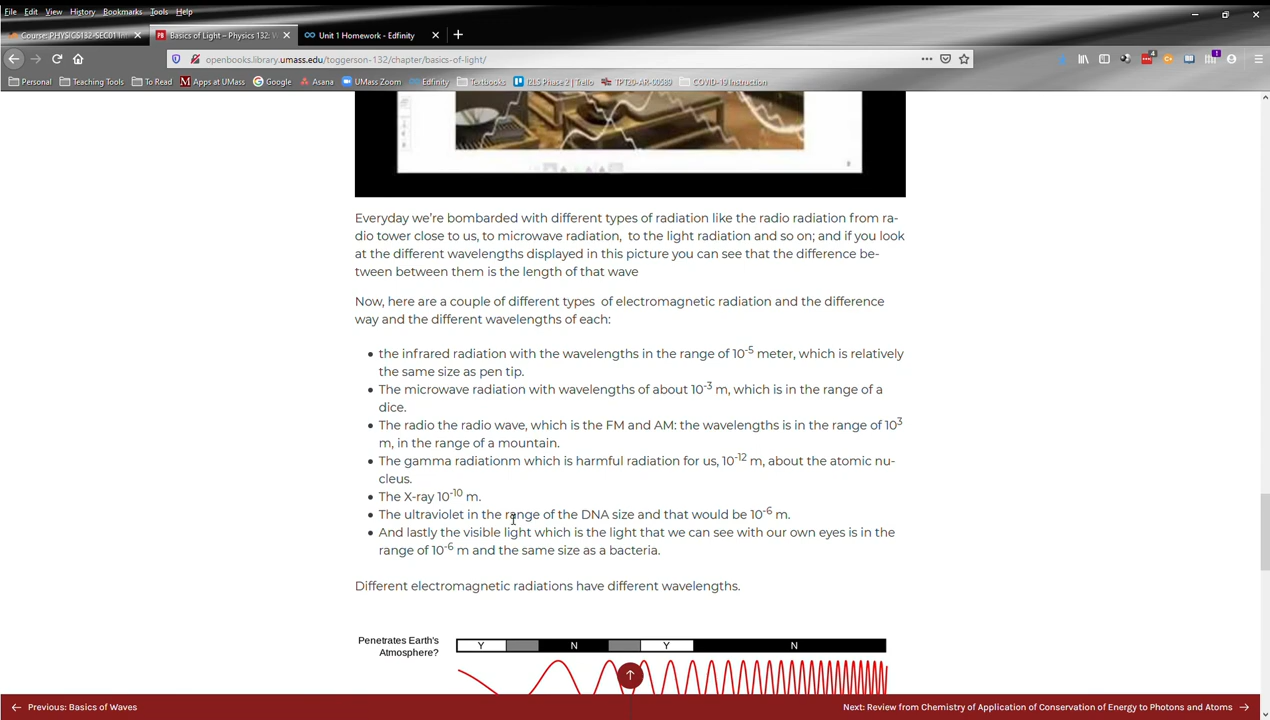 File Edit View History Bookmarks Tools Help
Course: PHYSICS132-SEC01
Basics of Light – Physics 132: W
Unit 1 Homework - Edfinity
openbooks.library.umass.edu/toggerson-132/chapter/basics-of-light/
4
1
Personal Teaching Tools To Read Apps at UMass Google Asana UMass Zoom Edfinity Textbooks I2LS Phase 2 | Trello TPT20-AR-00589 COVID-19 Instruction
Everyday we're bombarded with different types of radiation like the radio radiation from ra-
dio tower close to us, to microwave radiation, to the light radiation and so on; and if you look
at the different wavelengths displayed in this picture you can see that the difference be-
tween between them is the length of that wave
Now, here are a couple of different types of electromagnetic radiation and the difference
way and the different wavelengths of each:
• the infrared radiation with the wavelengths in the range of 10-5 meter, which is relatively
the same size as pen tip.
• The microwave radiation with wavelengths of about 10-3 m, which is in the range of a
dice.
• The radio the radio wave, which is the FM and AM: the wavelengths is in the range of 103
m, in the range of a mountain.
• The gamma radiationm which is harmful radiation for us, 10-12 m, about the atomic nu-
cleus.
• The X-ray 10-10 m.
• The ultraviolet in the range of the DNA size and that would be 10-6 m.
• And lastly the visible light which is the light that we can see with our own eyes is in the
range of 10-6 m and the same size as a bacteria.
Different electromagnetic radiations have different wavelengths.
Penetrates Earth's
Atmosphere?
Y N Y N
← Previous: Basics of Waves
Next: Review from Chemistry of Application of Conservation of Energy to Photons and Atoms →